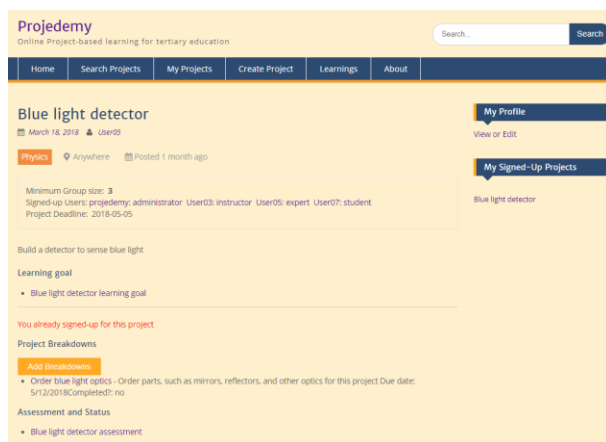 Projedemy
Online Project-based learning for tertiary education
Search...
Search
Home
Search Projects
My Projects
Create Project
Learnings
About
Blue light detector
March 18, 2018 User05
Physics
Anywhere
Posted 1 month ago
Minimum Group size: 3
Signed-up Users: projedemy: administrator User03: instructor User05: expert User07: student
Project Deadline: 2018-05-05
Build a detector to sense blue light
Learning goal
Blue light detector learning goal
You already signed-up for this project
Project Breakdowns
Add Breakdowns
Order blue light optics - Order parts, such as mirrors, reflectors, and other optics for this project Due date:
5/12/2018Completed?: no
Assessment and Status
Blue light detector assessment
My Profile
View or Edit
My Signed-Up Projects
Blue light detector